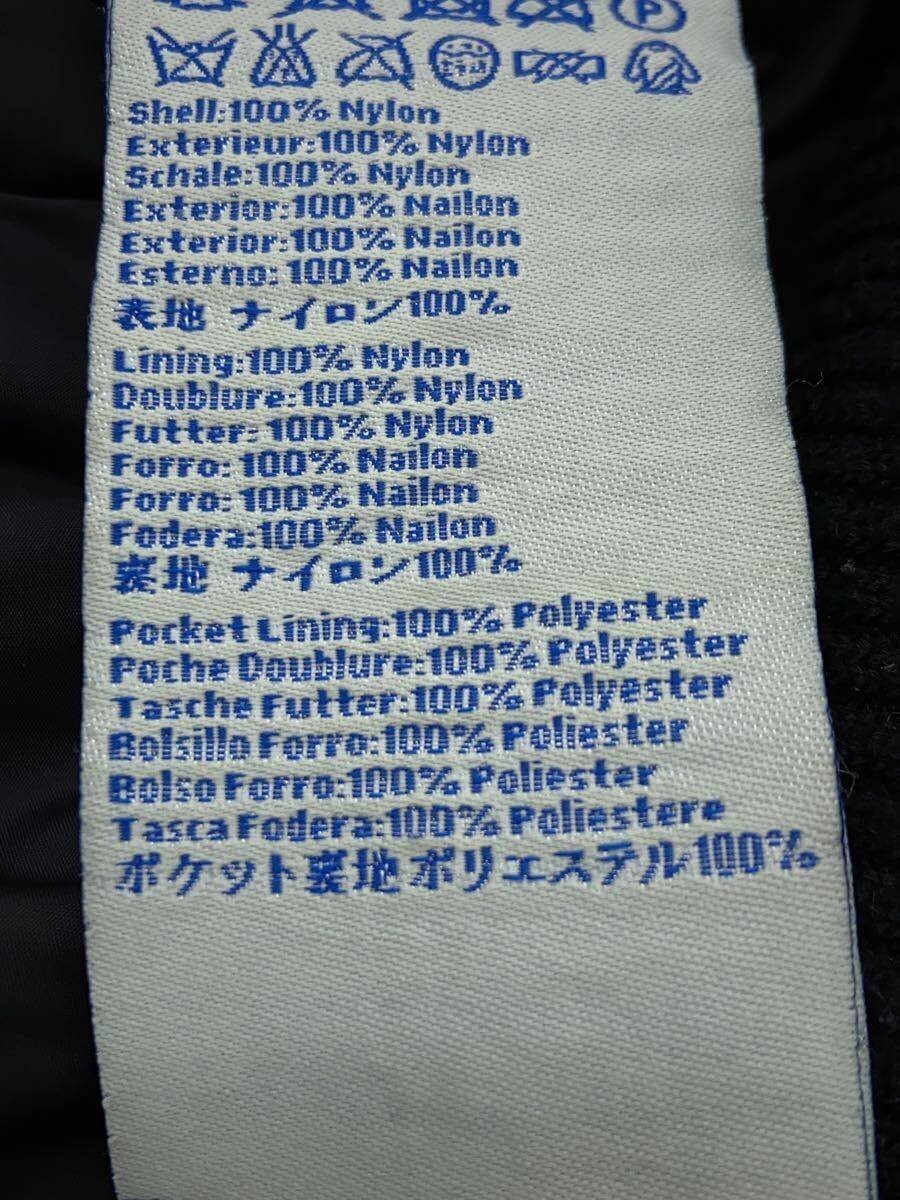 P
Shell:100% Nylon
Exterieur:100% Nylon
Schale:100% Nylon
Exterior:100% Nailon
Exterior:100% Nailon
Esterno: 100% Nailon
表地 ナイロン100%
Lining:100% Nylon
Doublure:100% Nylon
Futter: 100% Nylon
Forro: 100% Nailon
Forro: 100% Nailon
Fodera:100% Nailon
裏地 ナイロン100%
Pocket Lining:100% Polyester
Poche Doublure:100% Polyester
Tasche Futter:100% Polyester
Bolsillo Forro:100% Poliester
Bolso Forro:100% Poliester
Tasca Fodera:100% Poliestere
ポケット裏地 ポリエステル100%